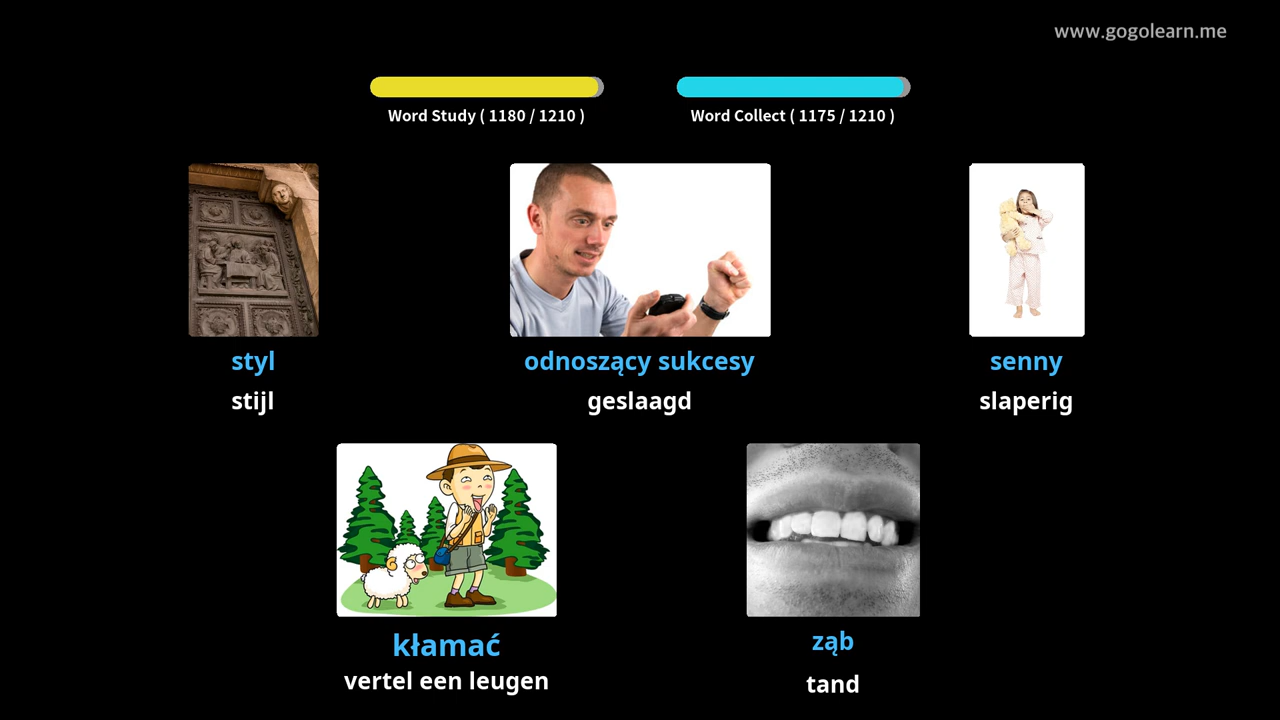 www.gogolearn.me
Word Study ( 1180 / 1210 )
Word Collect ( 1175 / 1210 )
styl
odnoszący sukcesy
senny
stijl
geslaagd
slaperig
kłamać
ząb
vertel een leugen
tand